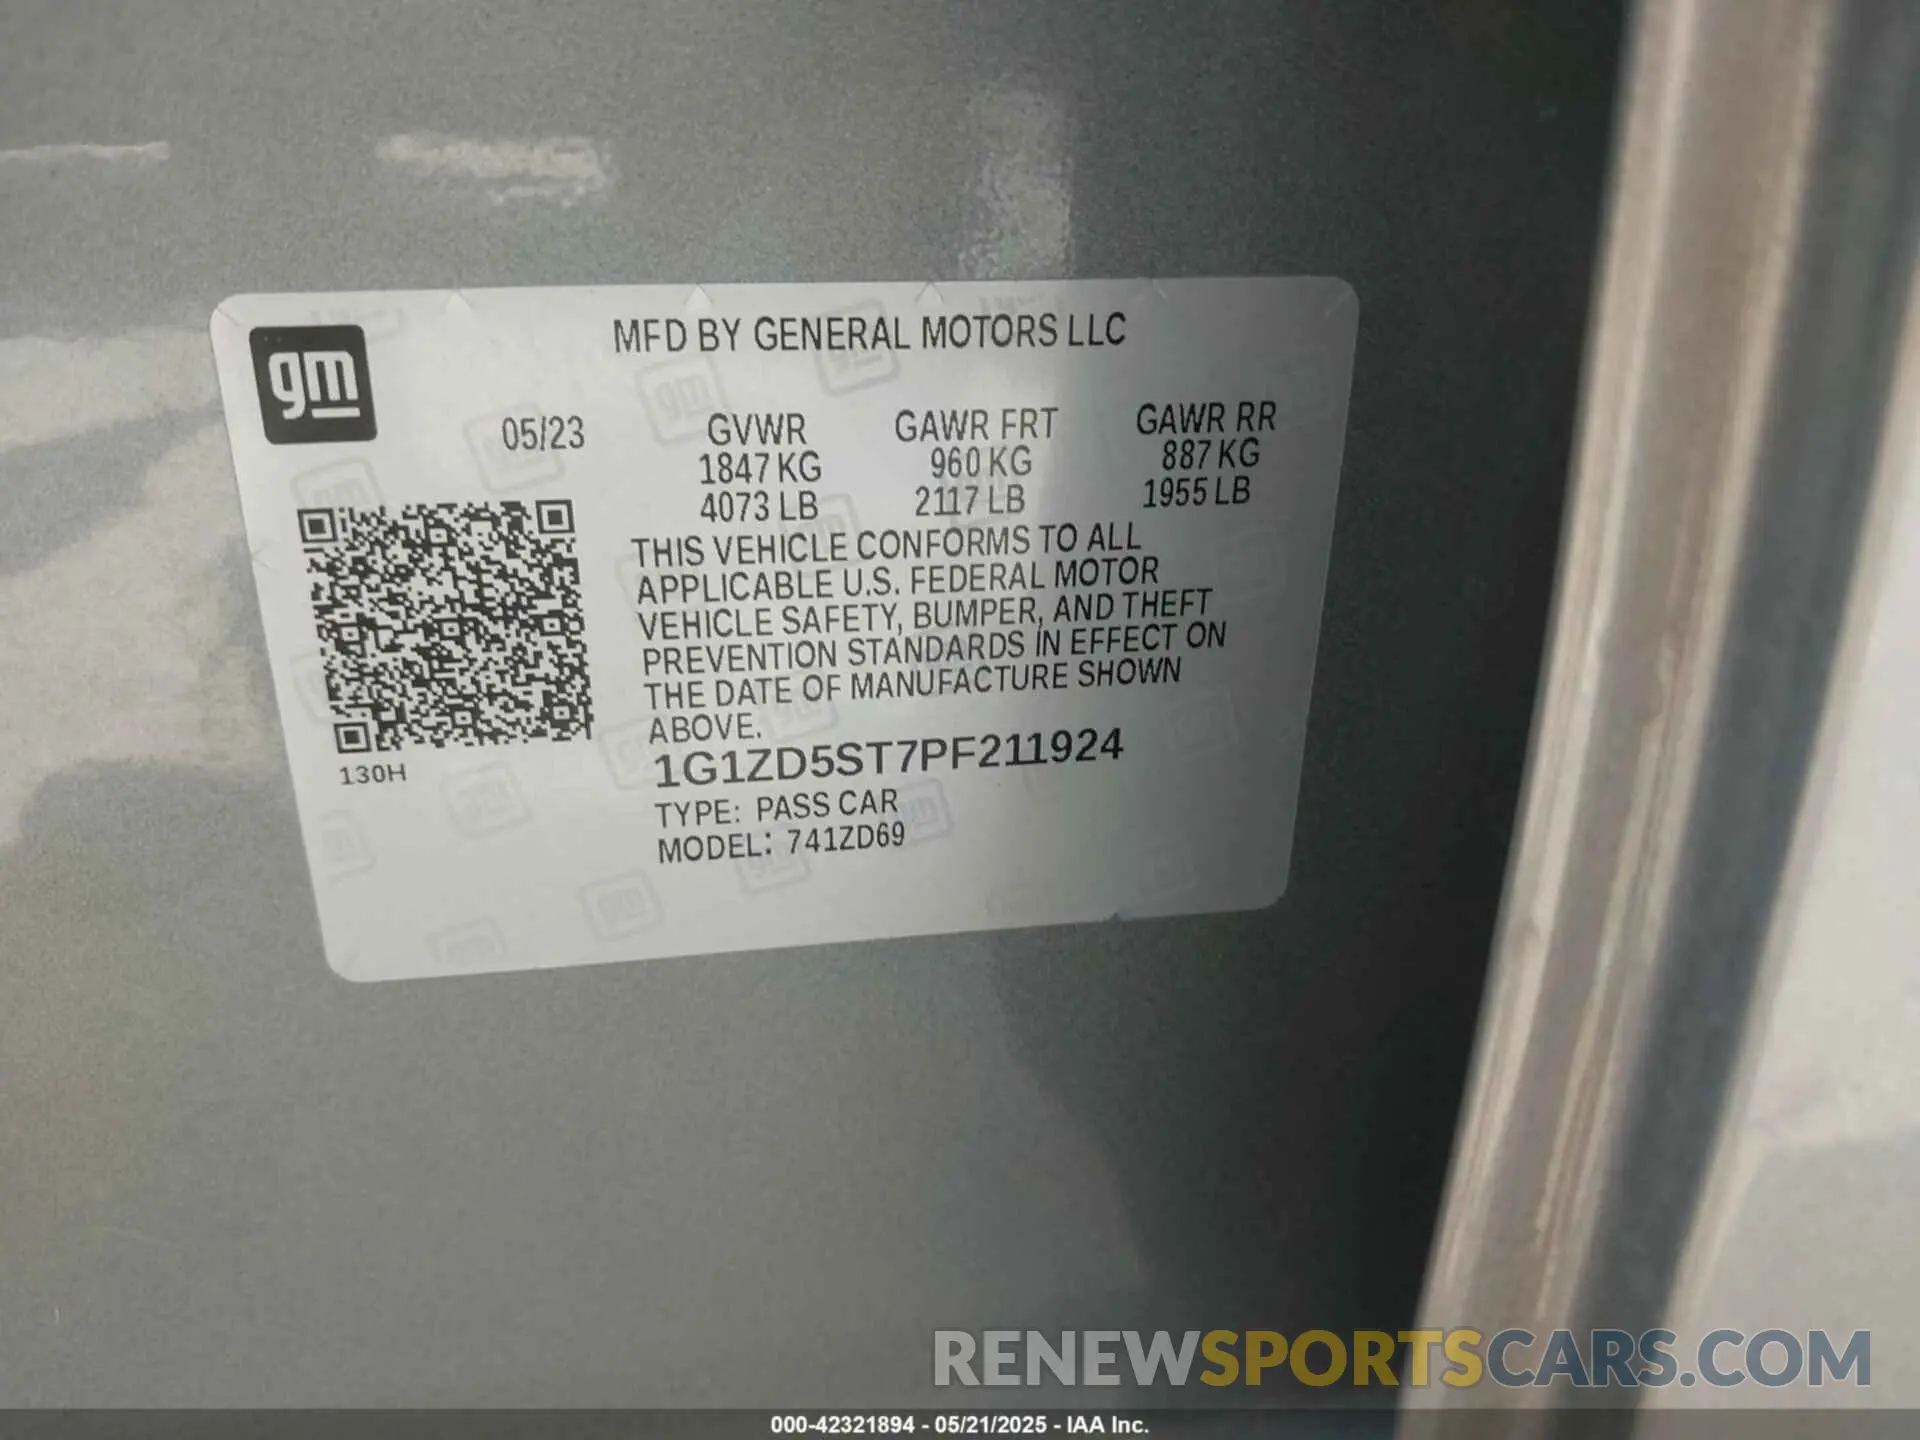 MFD BY GENERAL MOTORS LLC
gm
05/23 GVWR GAWR FRT GAWR RR
1847 KG 960 KG 887 KG
4073 LB 2117 LB 1955 LB
THIS VEHICLE CONFORMS TO ALL
APPLICABLE U.S. FEDERAL MOTOR
VEHICLE SAFETY, BUMPER, AND THEFT
PREVENTION STANDARDS IN EFFECT ON
THE DATE OF MANUFACTURE SHOWN
ABOVE.
130H
1G1ZD5ST7PF211924
TYPE: PASS CAR
MODEL: 741ZD69
RENEWSPORTSCARS.COM
000-42321894 - 05/21/2025 - IAA Inc.